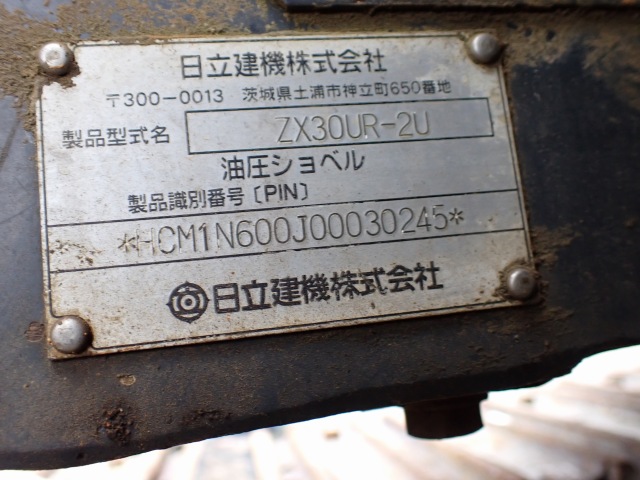 日立建機株式会社
〒300-0013 茨城県土浦市神立町650番地
製品型式名 ZX30UR-2U
油圧ショベル
製品識別番号〔PIN〕
*HCM1N600J00030245*
日立建機株式会社